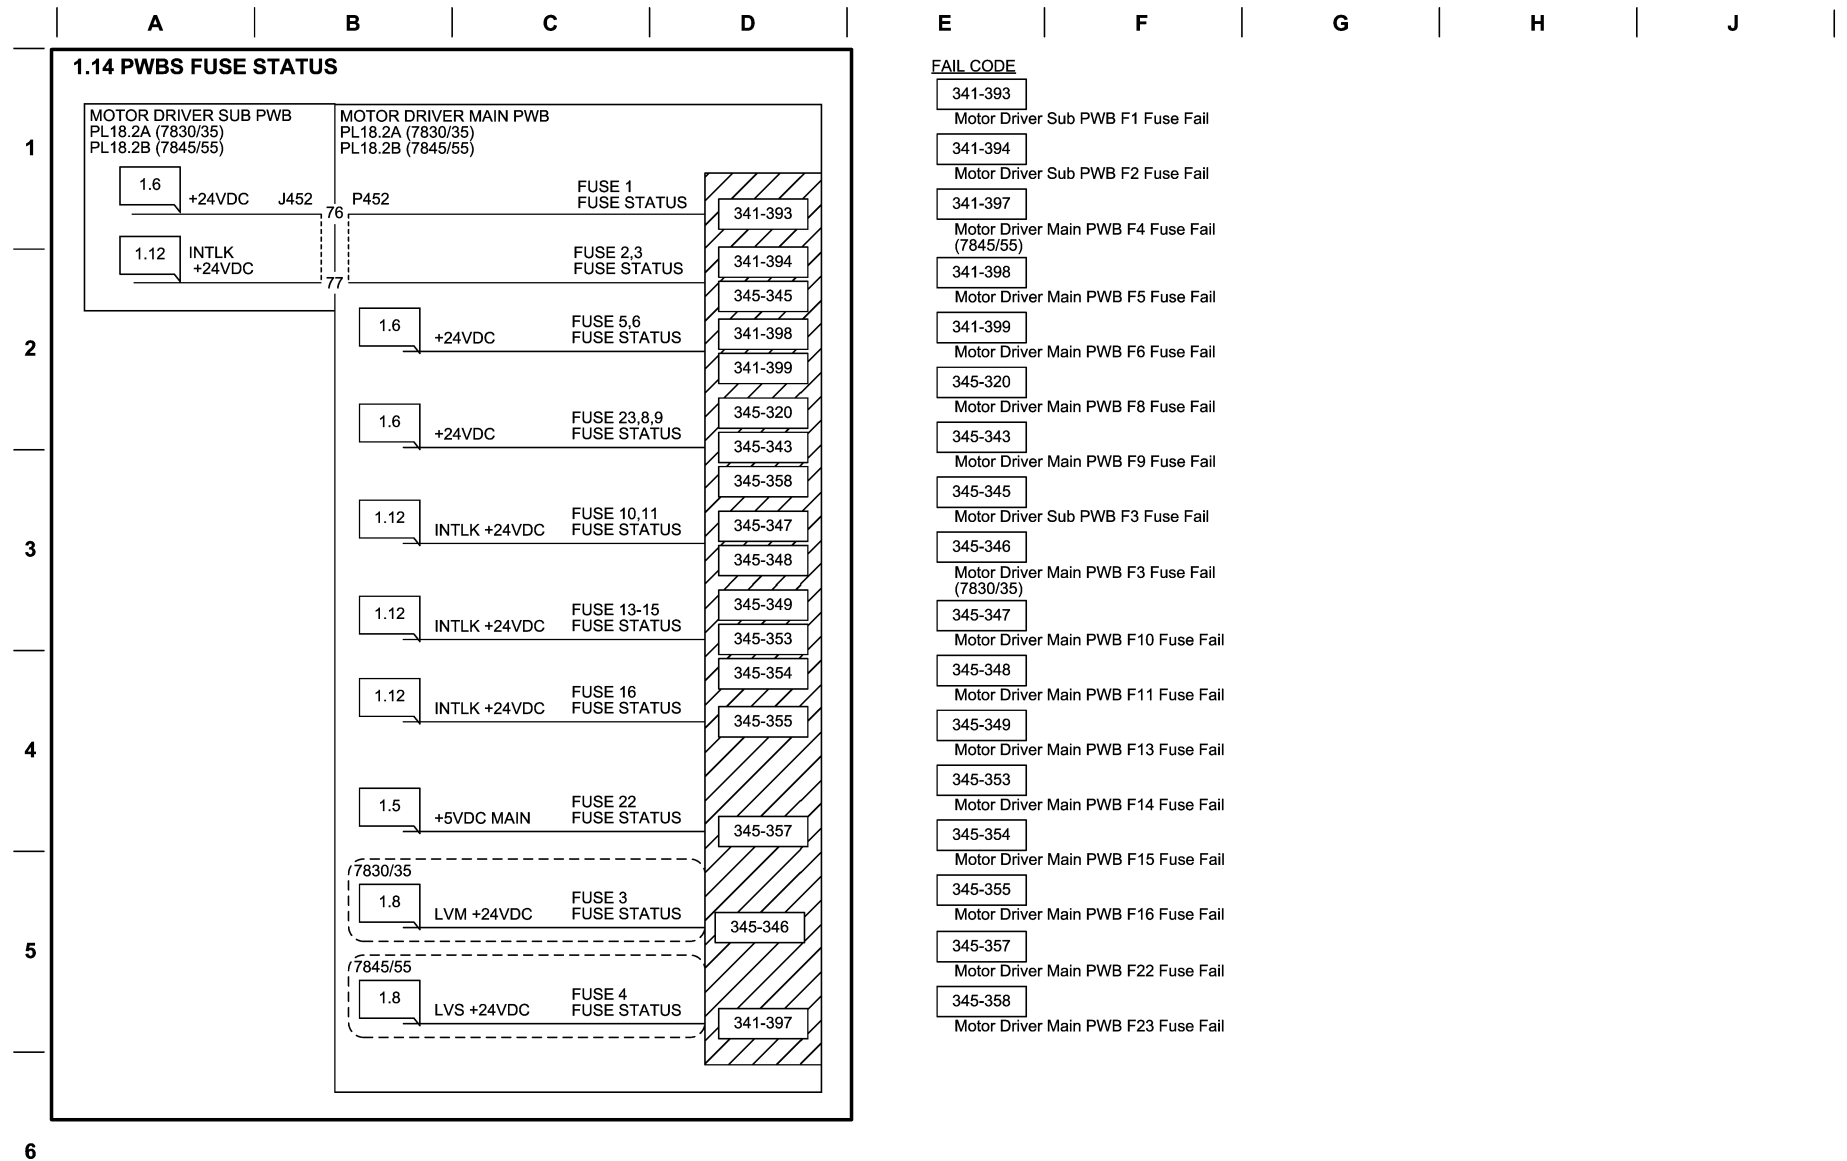 A B C D E F G H J
1
2
3
4
5
6
1.14 PWBS FUSE STATUS
MOTOR DRIVER SUB PWB
PL18.2A (7830/35)
PL18.2B (7845/55)
MOTOR DRIVER MAIN PWB
PL18.2A (7830/35)
PL18.2B (7845/55)
1.6
+24VDC
J452
76
P452
FUSE 1
FUSE STATUS
341-393
1.12
INTLK
+24VDC
77
FUSE 2,3
FUSE STATUS
341-394
345-345
1.6
+24VDC
FUSE 5,6
FUSE STATUS
341-398
341-399
1.6
+24VDC
FUSE 23,8,9
FUSE STATUS
345-320
345-343
345-358
1.12
INTLK +24VDC
FUSE 10,11
FUSE STATUS
345-347
345-348
1.12
INTLK +24VDC
FUSE 13-15
FUSE STATUS
345-349
345-353
345-354
1.12
INTLK +24VDC
FUSE 16
FUSE STATUS
345-355
1.5
+5VDC MAIN
FUSE 22
FUSE STATUS
345-357
7830/35
1.8
LVM +24VDC
FUSE 3
FUSE STATUS
345-346
7845/55
1.8
LVS +24VDC
FUSE 4
FUSE STATUS
341-397
FAIL CODE
341-393
Motor Driver Sub PWB F1 Fuse Fail
341-394
Motor Driver Sub PWB F2 Fuse Fail
341-397
Motor Driver Main PWB F4 Fuse Fail
(7845/55)
341-398
Motor Driver Main PWB F5 Fuse Fail
341-399
Motor Driver Main PWB F6 Fuse Fail
345-320
Motor Driver Main PWB F8 Fuse Fail
345-343
Motor Driver Main PWB F9 Fuse Fail
345-345
Motor Driver Sub PWB F3 Fuse Fail
345-346
Motor Driver Main PWB F3 Fuse Fail
(7830/35)
345-347
Motor Driver Main PWB F10 Fuse Fail
345-348
Motor Driver Main PWB F11 Fuse Fail
345-349
Motor Driver Main PWB F13 Fuse Fail
345-353
Motor Driver Main PWB F14 Fuse Fail
345-354
Motor Driver Main PWB F15 Fuse Fail
345-355
Motor Driver Main PWB F16 Fuse Fail
345-357
Motor Driver Main PWB F22 Fuse Fail
345-358
Motor Driver Main PWB F23 Fuse Fail